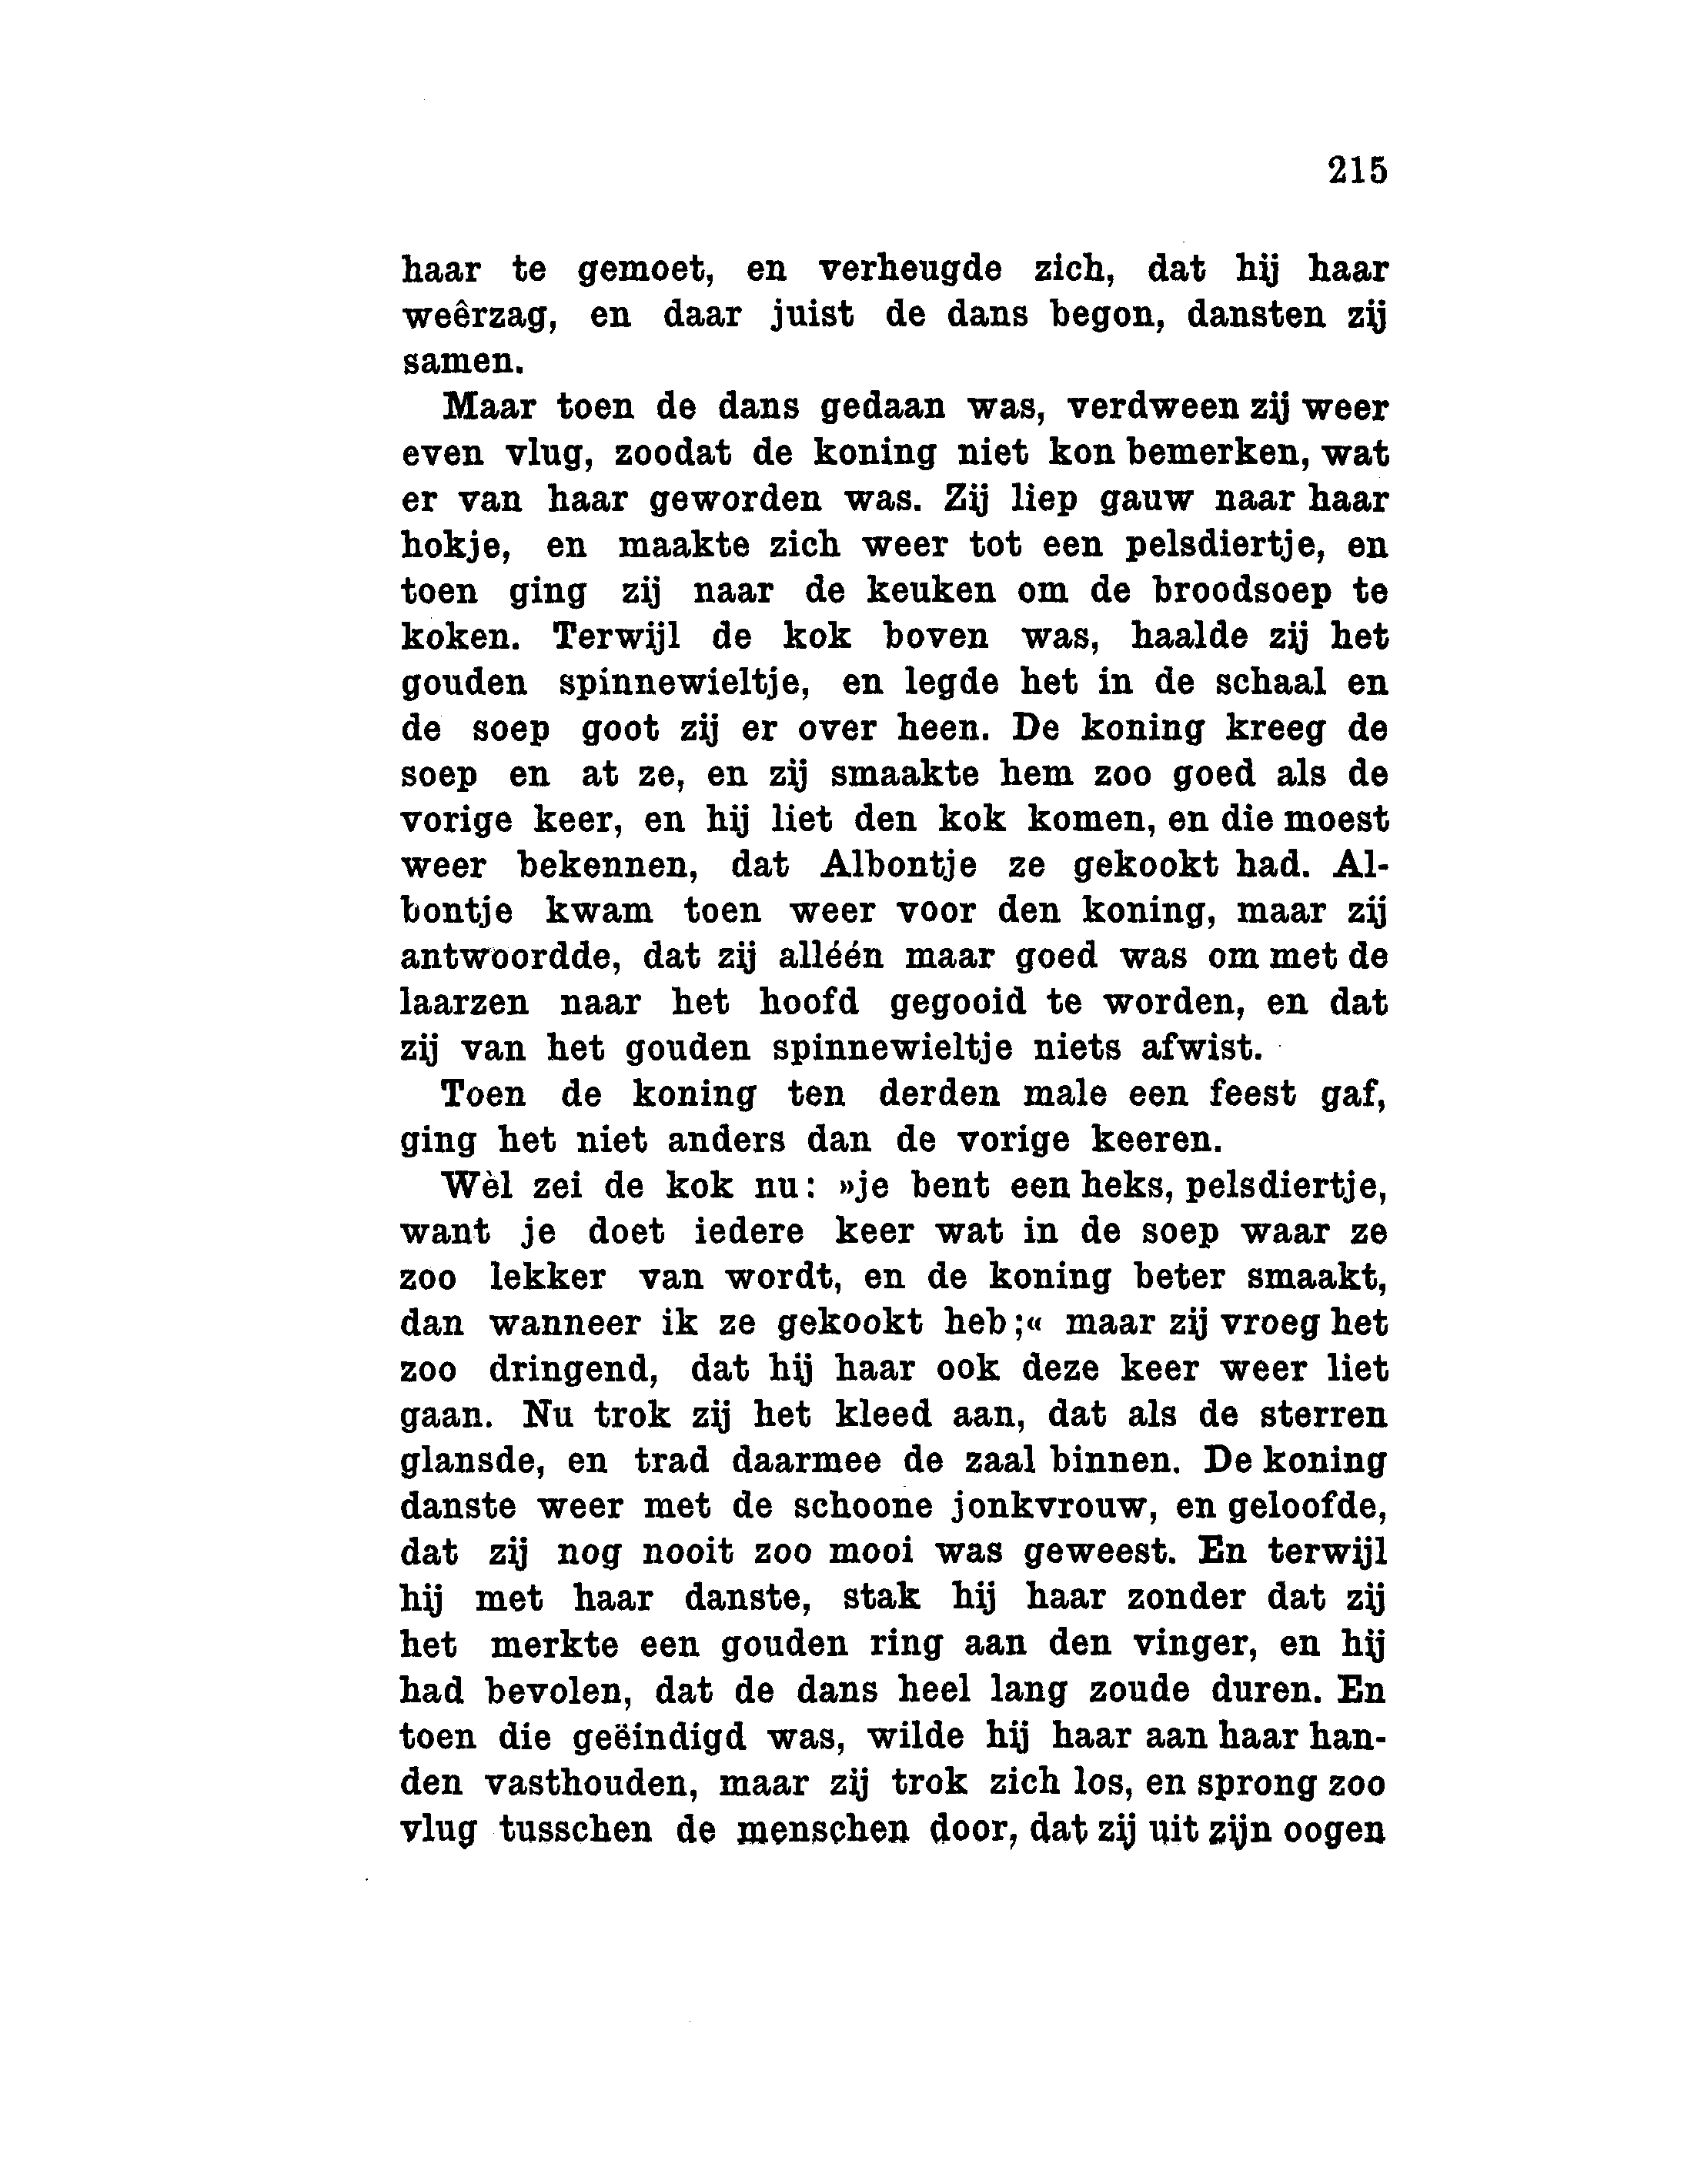 215
haar te gemoet, en verheugde zich, dat hij haar
weêrzag, en daar juist de dans begon, dansten zij
samen.
Maar toen de dans gedaan was, verdween zij weer
even vlug, zoodat de koning niet kon bemerken, wat
er van haar geworden was. Zij liep gauw naar haar
hokje, en maakte zich weer tot een pelsdiertje, en
toen ging zij naar de keuken om de broodsoep te
koken. Terwijl de kok boven was, haalde zij het
gouden spinnewieltje, en legde het in de schaal en
de soep goot zij er over heen. De koning kreeg de
soep en at ze, en zij smaakte hem zoo goed als de
vorige keer, en hij liet den kok komen, en die moest
weer bekennen, dat Albontje ze gekookt had. Al-
bontje kwam toen weer voor den koning, maar zij
antwoordde, dat zij alléén maar goed was om met de
laarzen naar het hoofd gegooid te worden, en dat
zij van het gouden spinnewieltje niets afwist.
Toen de koning ten derden male een feest gaf,
ging het niet anders dan de vorige keeren.
Wèl zei de kok nu: »je bent een heks, pelsdiertje,
want je doet iedere keer wat in de soep waar ze
zoo lekker van wordt, en de koning beter smaakt,
dan wanneer ik ze gekookt heb;« maar zij vroeg het
zoo dringend, dat hij haar ook deze keer weer liet
gaan. Nu trok zij het kleed aan, dat als de sterren
glansde, en trad daarmee de zaal binnen. De koning
danste weer met de schoone jonkvrouw, en geloofde,
dat zij nog nooit zoo mooi was geweest. En terwijl
hij met haar danste, stak hij haar zonder dat zij
het merkte een gouden ring aan den vinger, en hij
had bevolen, dat de dans heel lang zoude duren. En
toen die geëindigd was, wilde hij haar aan haar han-
den vasthouden, maar zij trok zich los, en sprong zoo
vlug tusschen de menschen door, dat zij uit zijn oogen